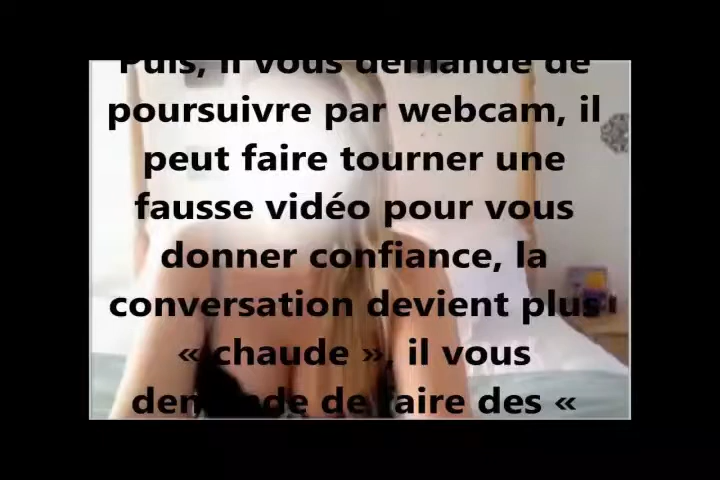 Puis, il vous demande de
poursuivre par webcam, il
peut faire tourner une
fausse vidéo pour vous
donner confiance, la
conversation devient plus
« chaude », il vous
demande de faire des «